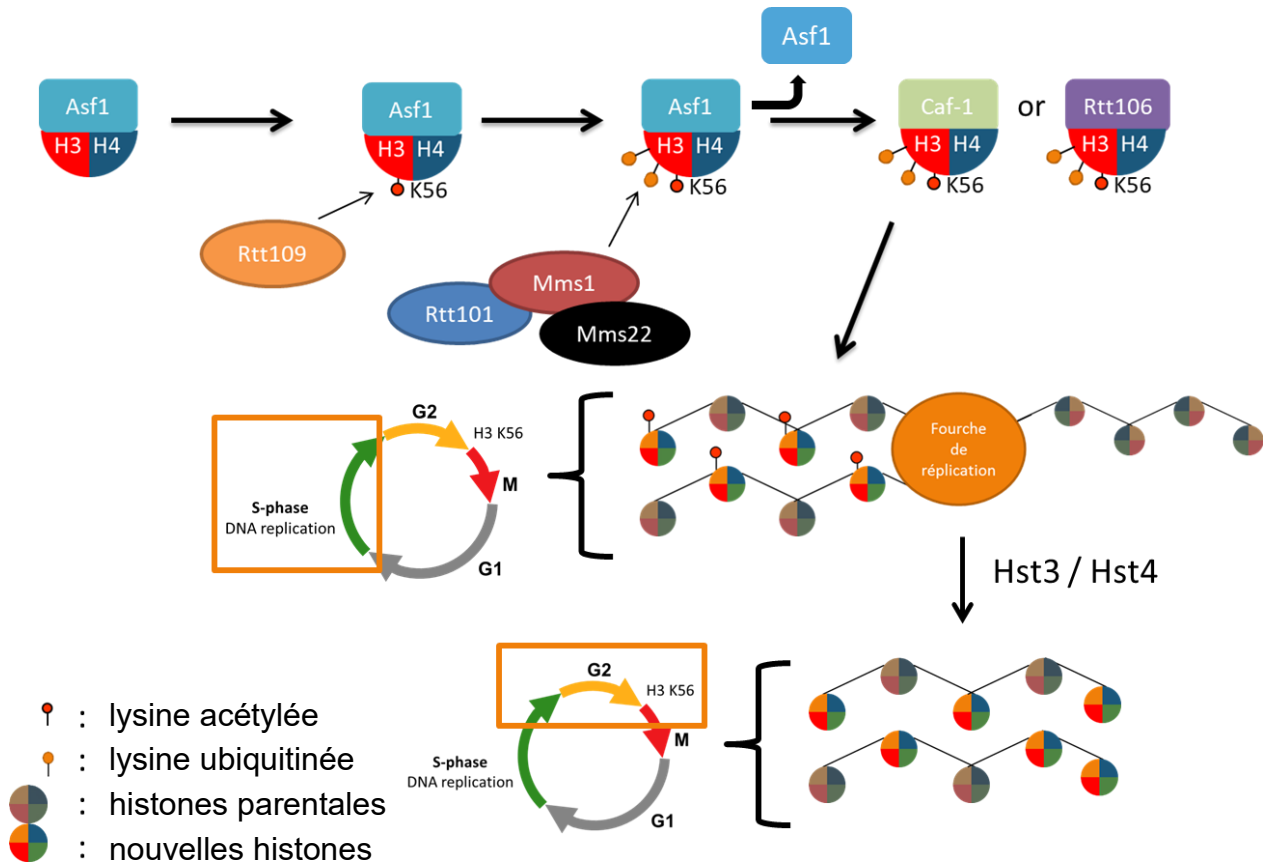 Asf1
Asf1
H3 H4
Asf1
H3 H4
K56
Asf1
H3 H4
K56
Caf-1
H3 H4
K56
or
Rtt106
H3 H4
K56
Rtt109
Rtt101
Mms1
Mms22
G2
H3 K56
M
S-phase
DNA replication
G1
Fourche
de
réplication
Hst3 / Hst4
G2
H3 K56
M
S-phase
DNA replication
G1
: lysine acétylée
: lysine ubiquitinée
: histones parentales
: nouvelles histones